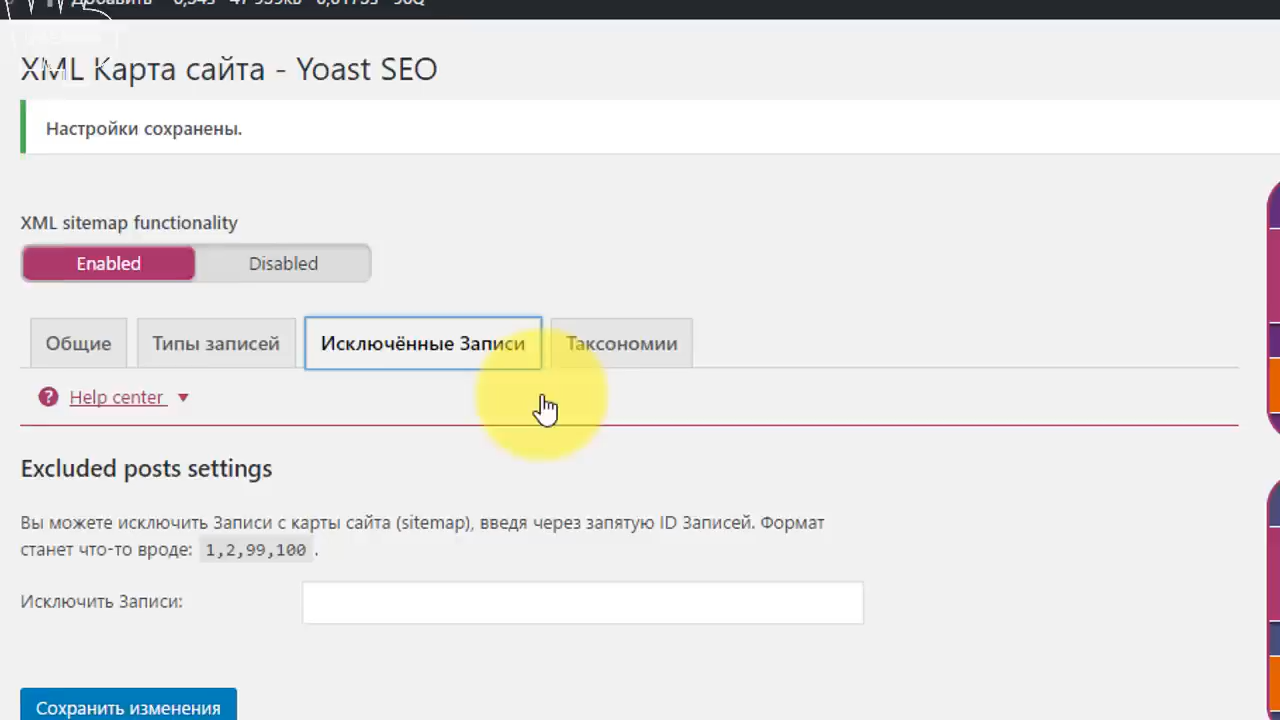 Добавить
XML Карта сайта - Yoast SEO
Настройки сохранены.
XML sitemap functionality
Enabled Disabled
Общие Типы записей Исключённые Записи Таксономии
? Help center
Excluded posts settings
Вы можете исключить Записи с карты сайта (sitemap), введя через запятую ID Записей. Формат
станет что-то вроде: 1,2,99,100 .
Исключить Записи:
Сохранить изменения